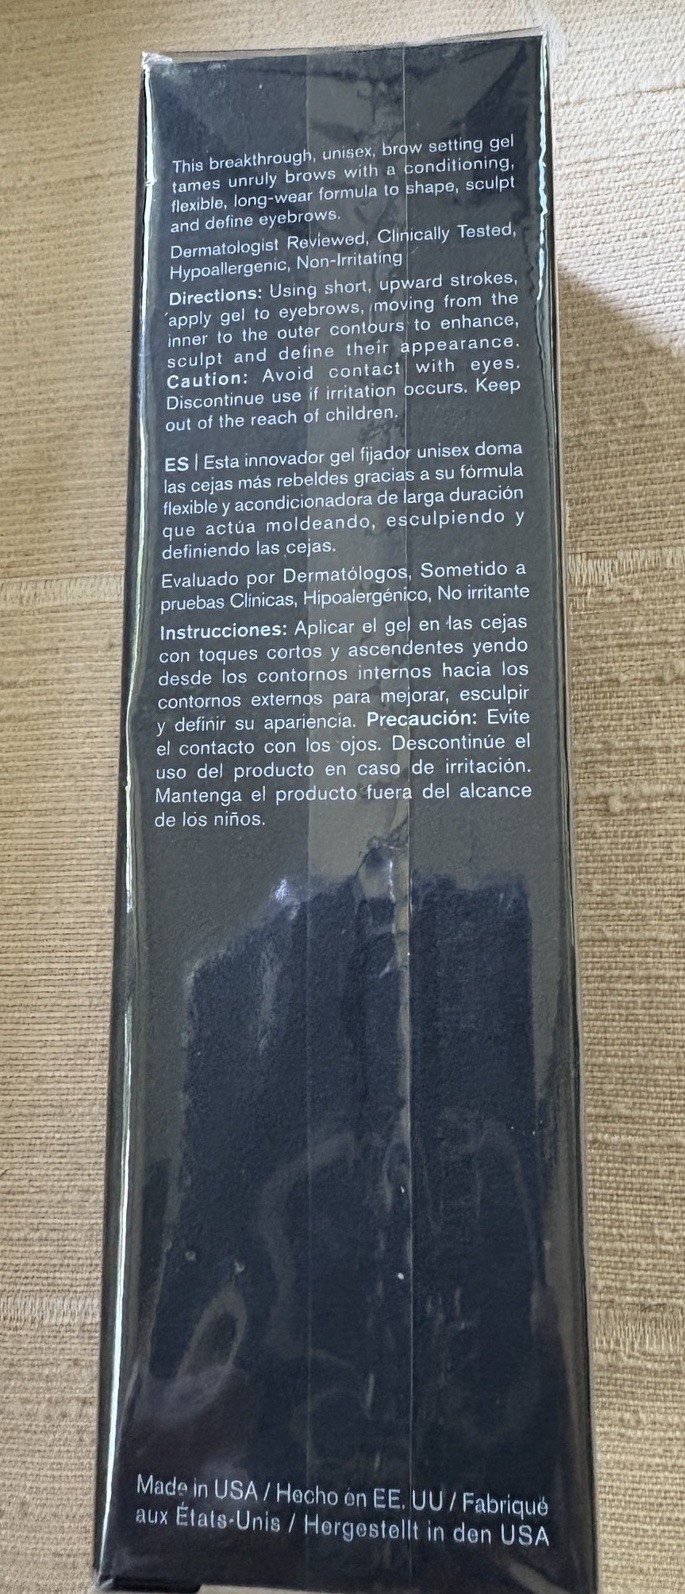 This breakthrough, unisex, brow setting gel
tames unruly brows with a conditioning,
flexible, long-wear formula to shape, sculpt
and define eyebrows.
Dermatologist Reviewed, Clinically Tested,
Hypoallergenic, Non-Irritating
Directions: Using short, upward strokes,
apply gel to eyebrows, moving from the
inner to the outer contours to enhance,
sculpt and define their appearance.
Caution: Avoid contact with eyes.
Discontinue use if irritation occurs. Keep
out of the reach of children.
ES | Esta innovador gel fijador unisex doma
las cejas más rebeldes gracias a su fórmula
flexible y acondicionadora de larga duración
que actúa moldeando, esculpiendo y
definiendo las cejas.
Evaluado por Dermatólogos, Sometido a
pruebas Clínicas, Hipoalergénico, No irritante
Instrucciones: Aplicar el gel en las cejas
con toques cortos y ascendentes yendo
desde los contornos internos hacia los
contornos externos para mejorar, esculpir
y definir su apariencia. Precaución: Evite
el contacto con los ojos. Descontinúe el
uso del producto en caso de irritación.
Mantenga el producto fuera del alcance
de los niños.
Made in USA / Hecho en EE. UU / Fabriqué
aux États-Unis / Hergestellt in den USA